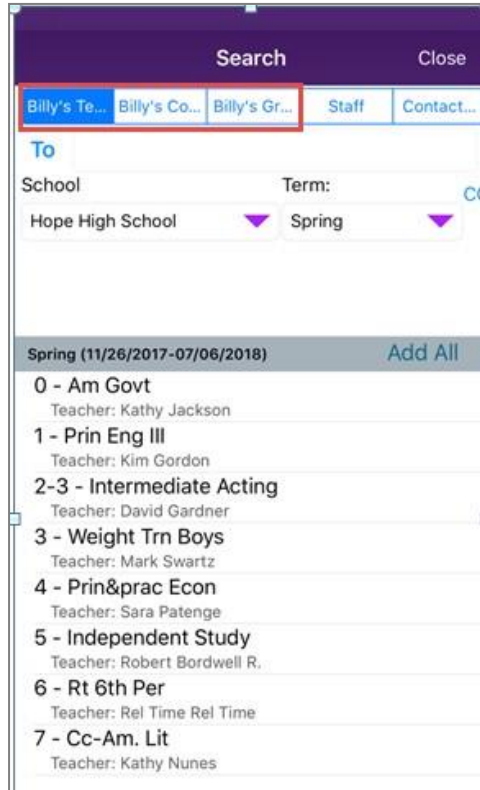 Search Close
Billy's Te... Billy's Co... Billy's Gr... Staff Contact...
To
School Term:
Hope High School Spring
Spring (11/26/2017-07/06/2018) Add All
0 - Am Govt
Teacher: Kathy Jackson
1 - Prin Eng III
Teacher: Kim Gordon
2-3 - Intermediate Acting
Teacher: David Gardner
3 - Weight Trn Boys
Teacher: Mark Swartz
4 - Prin&prac Econ
Teacher: Sara Patenge
5 - Independent Study
Teacher: Robert Bordwell R.
6 - Rt 6th Per
Teacher: Rel Time Rel Time
7 - Cc-Am. Lit
Teacher: Kathy Nunes